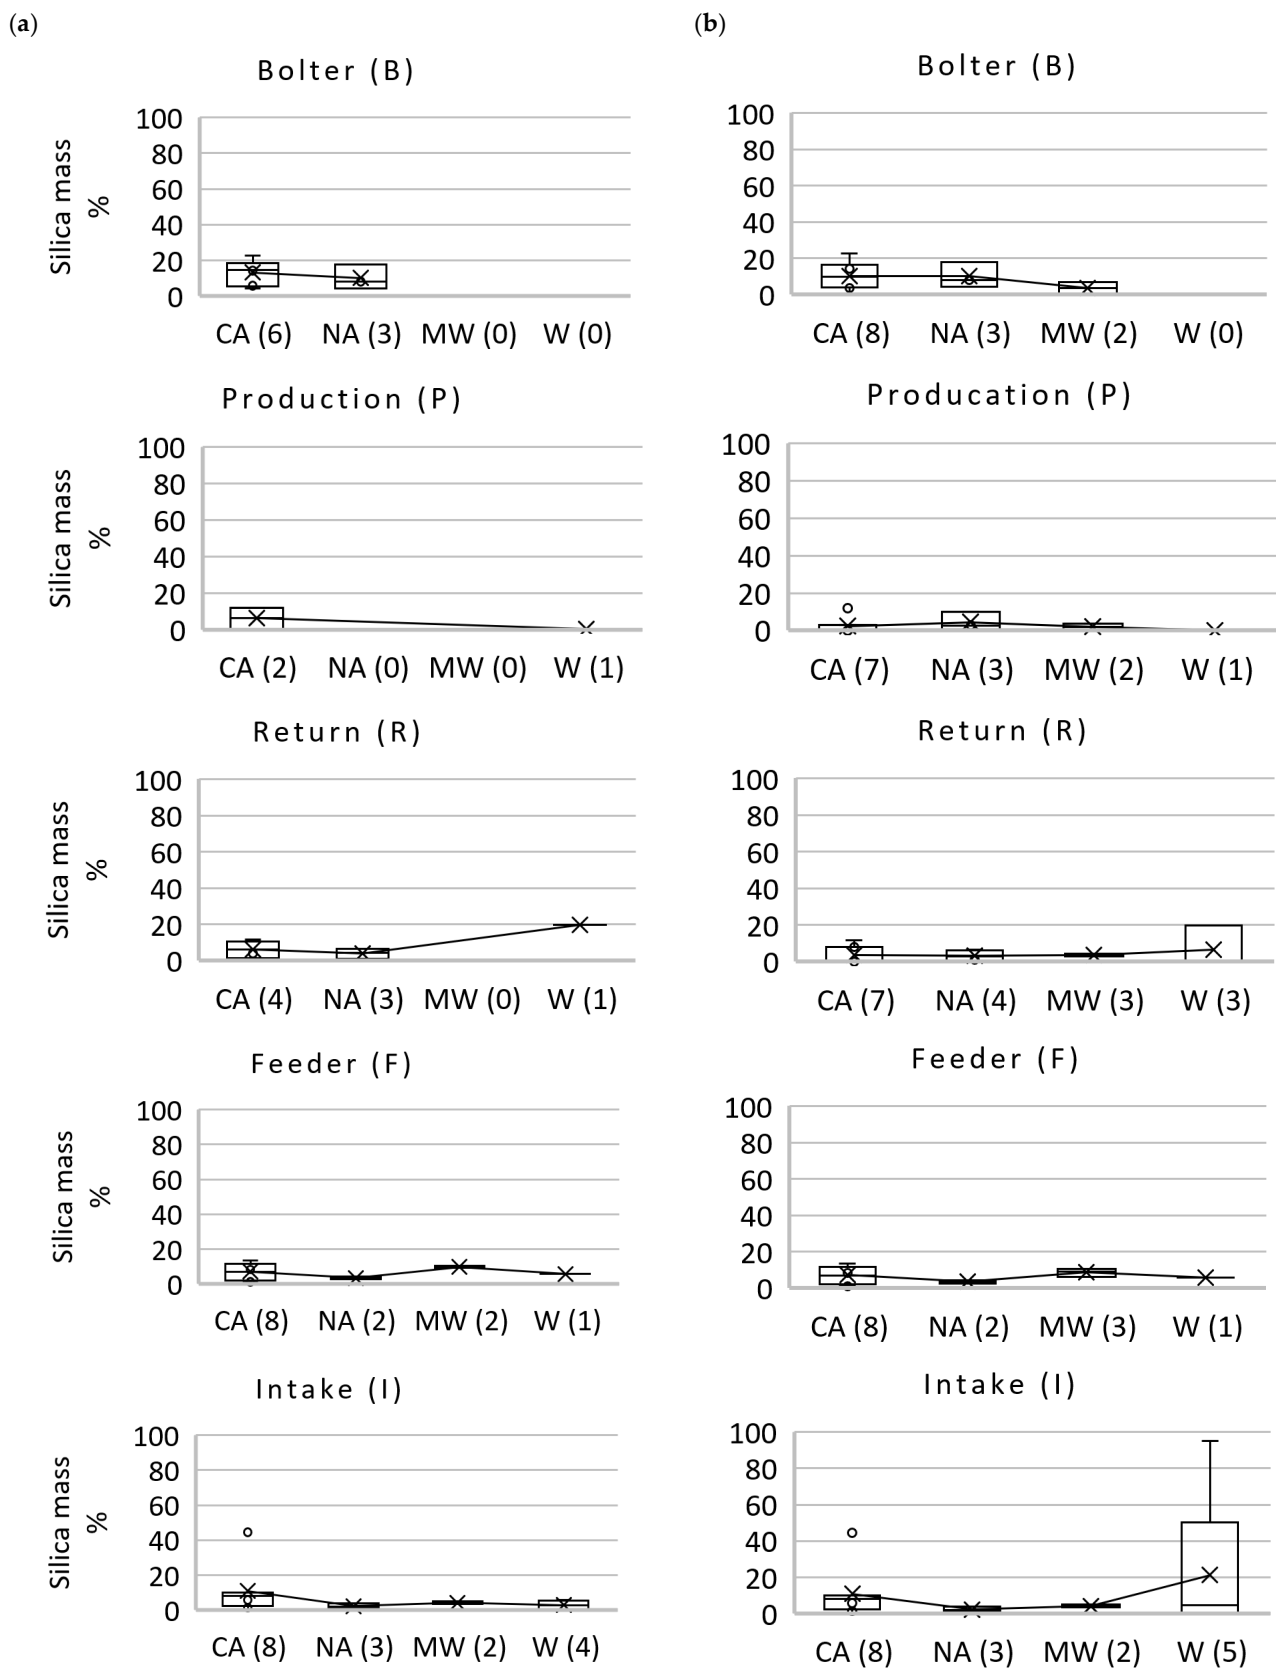 (a)
Bolter (B)
Silica mass
%
100
80
60
40
20
0
CA (6) NA (3) MW (0) W (0)
Production (P)
Silica mass
%
100
80
60
40
20
0
CA (2) NA (0) MW (0) W (1)
Return (R)
Silica mass
%
100
80
60
40
20
0
CA (4) NA (3) MW (0) W (1)
Feeder (F)
Silica mass
%
100
80
60
40
20
0
CA (8) NA (2) MW (2) W (1)
Intake (I)
Silica mass
%
100
80
60
40
20
0
CA (8) NA (3) MW (2) W (4)
(b)
Bolter (B)
100
80
60
40
20
0
CA (8) NA (3) MW (2) W (0)
Producation (P)
100
80
60
40
20
0
CA (7) NA (3) MW (2) W (1)
Return (R)
100
80
60
40
20
0
CA (7) NA (4) MW (3) W (3)
Feeder (F)
100
80
60
40
20
0
CA (8) NA (2) MW (3) W (1)
Intake (I)
100
80
60
40
20
0
CA (8) NA (3) MW (2) W (5)